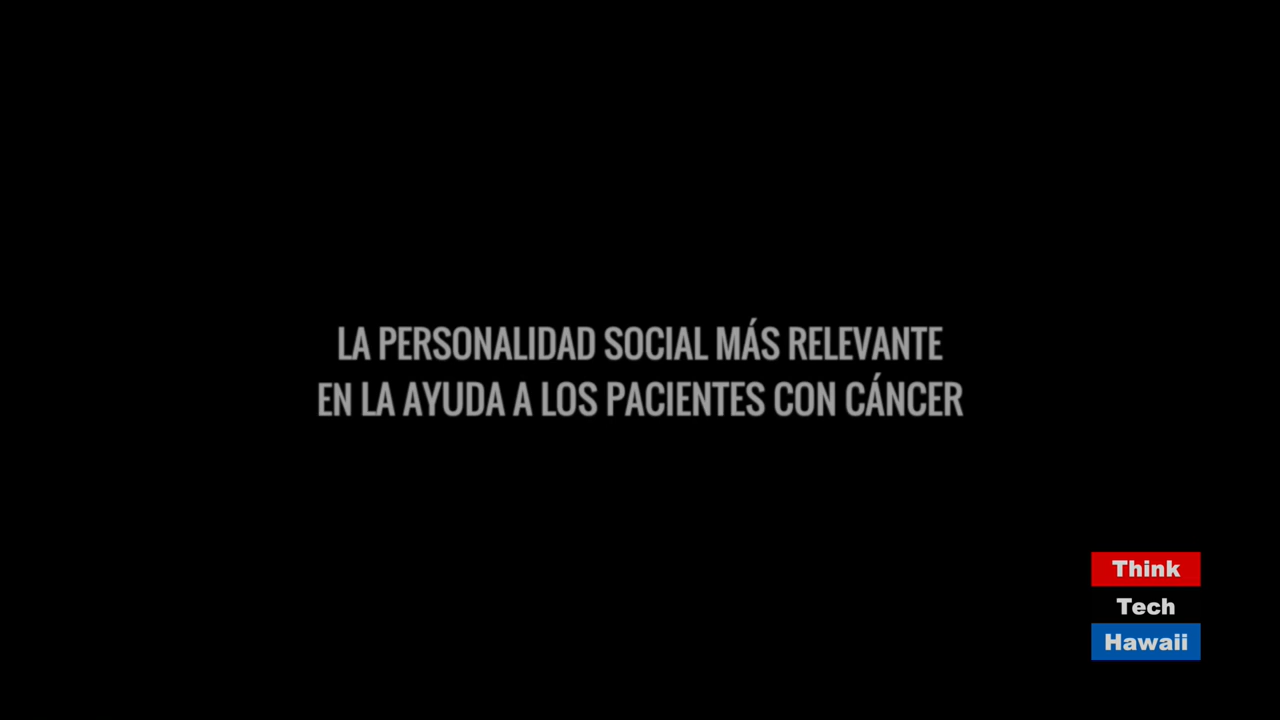 LA PERSONALIDAD SOCIAL MÁS RELEVANTE
EN LA AYUDA A LOS PACIENTES CON CÁNCER
Think
Tech
Hawaii